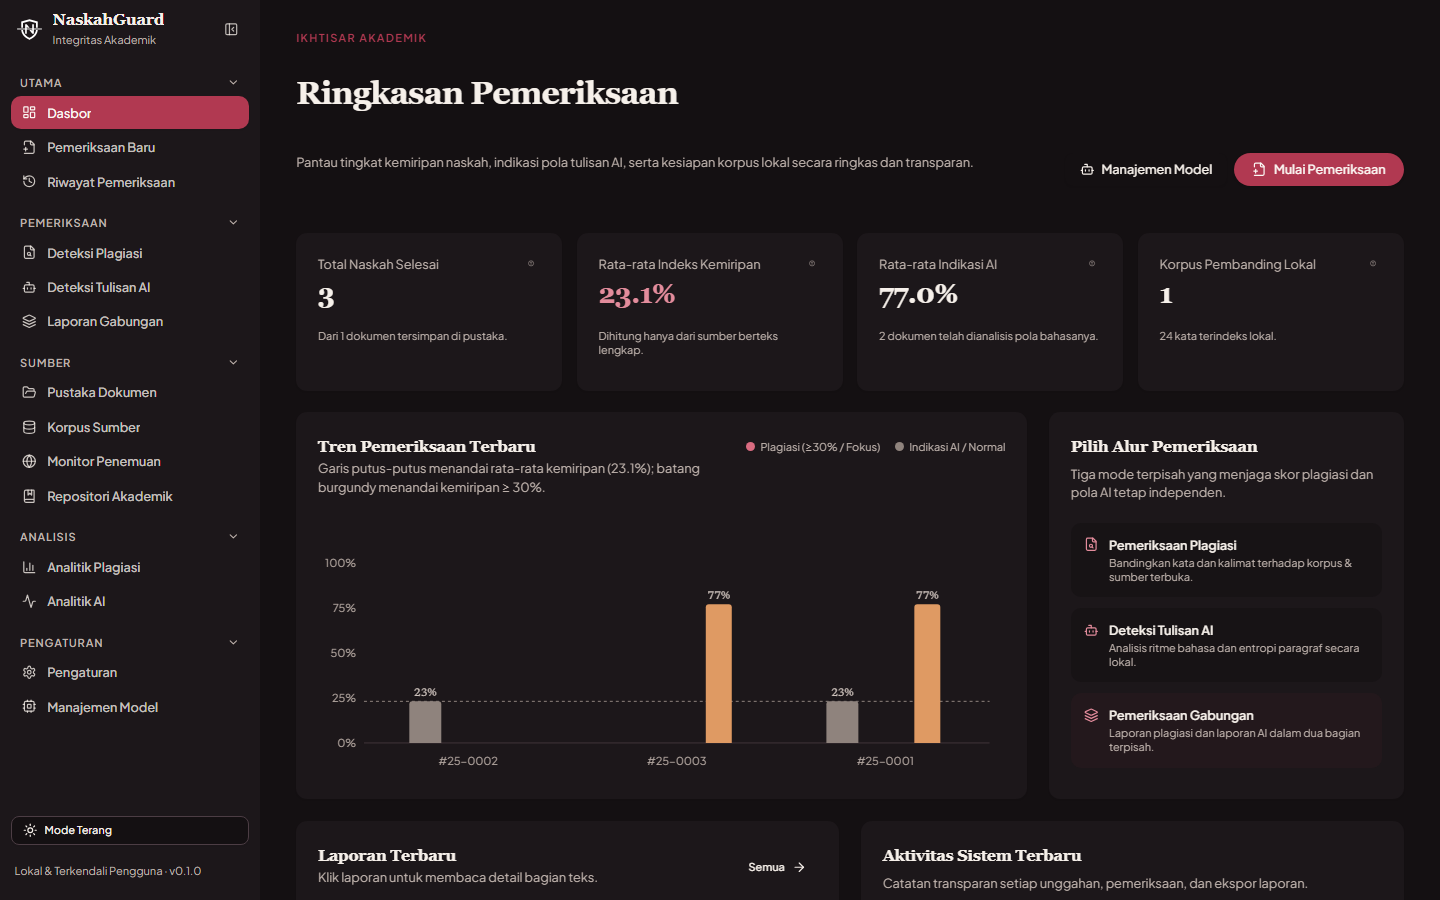 NaskahGuard
Integritas Akademik
UTAMA
Dasbor
Pemeriksaan Baru
Riwayat Pemeriksaan
PEMERIKSAAN
Deteksi Plagiasi
Deteksi Tulisan AI
Laporan Gabungan
SUMBER
Pustaka Dokumen
Korpus Sumber
Monitor Penemuan
Repositori Akademik
ANALISIS
Analitik Plagiasi
Analitik AI
PENGATURAN
Pengaturan
Manajemen Model
Mode Terang
Lokal & Terkendali Pengguna · v0.1.0
IKHTISAR AKADEMIK
Ringkasan Pemeriksaan
Pantau tingkat kemiripan naskah, indikasi pola tulisan AI, serta kesiapan korpus lokal secara ringkas dan transparan.
Manajemen Model
Mulai Pemeriksaan
Total Naskah Selesai
3
Dari 1 dokumen tersimpan di pustaka.
Rata-rata Indeks Kemiripan
23.1%
Dihitung hanya dari sumber berteks
lengkap.
Rata-rata Indikasi AI
77.0%
2 dokumen telah dianalisis pola bahasanya.
Korpus Pembanding Lokal
1
24 kata terindeks lokal.
Tren Pemeriksaan Terbaru
Garis putus-putus menandai rata-rata kemiripan (23.1%); batang
burgundy menandai kemiripan ≥ 30%.
Plagiasi (≥30% / Fokus)
Indikasi AI / Normal
100%
75%
50%
25%
0%
23%
77%
23%
77%
#25-0002
#25-0003
#25-0001
Pilih Alur Pemeriksaan
Tiga mode terpisah yang menjaga skor plagiasi dan
pola AI tetap independen.
Pemeriksaan Plagiasi
Bandingkan kata dan kalimat terhadap korpus &
sumber terbuka.
Deteksi Tulisan AI
Analisis ritme bahasa dan entropi paragraf secara
lokal.
Pemeriksaan Gabungan
Laporan plagiasi dan laporan AI dalam dua bagian
terpisah.
Laporan Terbaru
Klik laporan untuk membaca detail bagian teks.
Semua
Aktivitas Sistem Terbaru
Catatan transparan setiap unggahan, pemeriksaan, dan ekspor laporan.